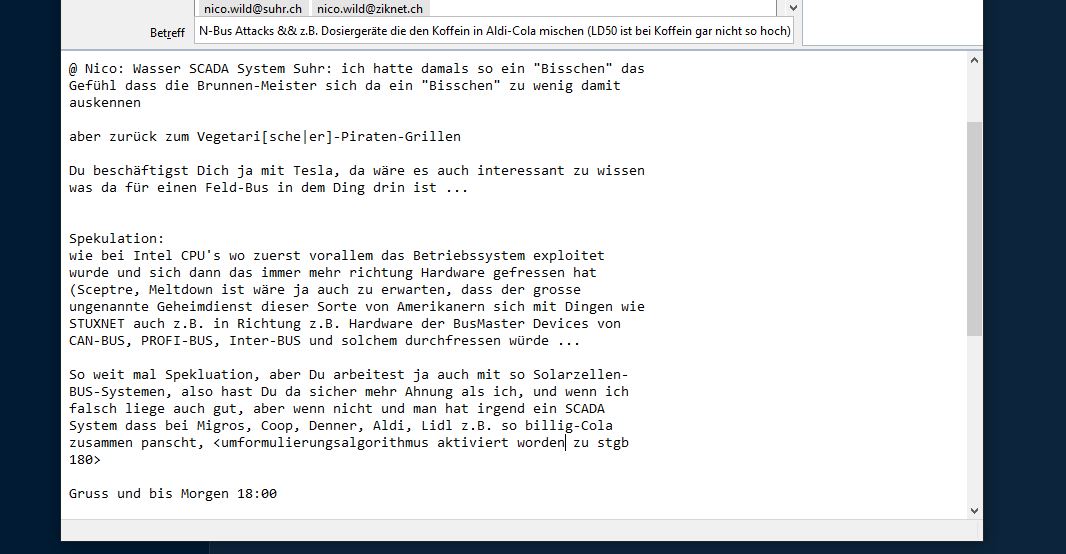 nico.wild@suhr.ch nico.wild@ziknet.ch
Betreff N-Bus Attacks && z.B. Dosiergeräte die den Koffein in Aldi-Cola mischen (LD50 ist bei Koffein gar nicht so hoch)
@ Nico: Wasser SCADA System Suhr: ich hatte damals so ein "Bisschen" das
Gefühl dass die Brunnen-Meister sich da ein "Bisschen" zu wenig damit
auskennen
aber zurück zum Vegetari[sche|er]-Piraten-Grillen
Du beschäftigst Dich ja mit Tesla, da wäre es auch interessant zu wissen
was da für einen Feld-Bus in dem Ding drin ist ...
Spekulation:
wie bei Intel CPU's wo zuerst vorallem das Betriebssystem exploitet
wurde und sich dann das immer mehr richtung Hardware gefressen hat
(Sceptre, Meltdown ist wäre ja auch zu erwarten, dass der grosse
ungenannte Geheimdienst dieser Sorte von Amerikanern sich mit Dingen wie
STUXNET auch z.B. in Richtung z.B. Hardware der BusMaster Devices von
CAN-BUS, PROFI-BUS, Inter-BUS und solchem durchfressen würde ...
So weit mal Spekluation, aber Du arbeitest ja auch mit so Solarzellen-
BUS-Systemen, also hast Du da sicher mehr Ahnung als ich, und wenn ich
falsch liege auch gut, aber wenn nicht und man hat irgend ein SCADA
System dass bei Migros, Coop, Denner, Aldi, Lidl z.B. so billig-Cola
zusammen panscht, <umformulierungsalgorithmus aktiviert worden zu stgb
180>
Gruss und bis Morgen 18:00